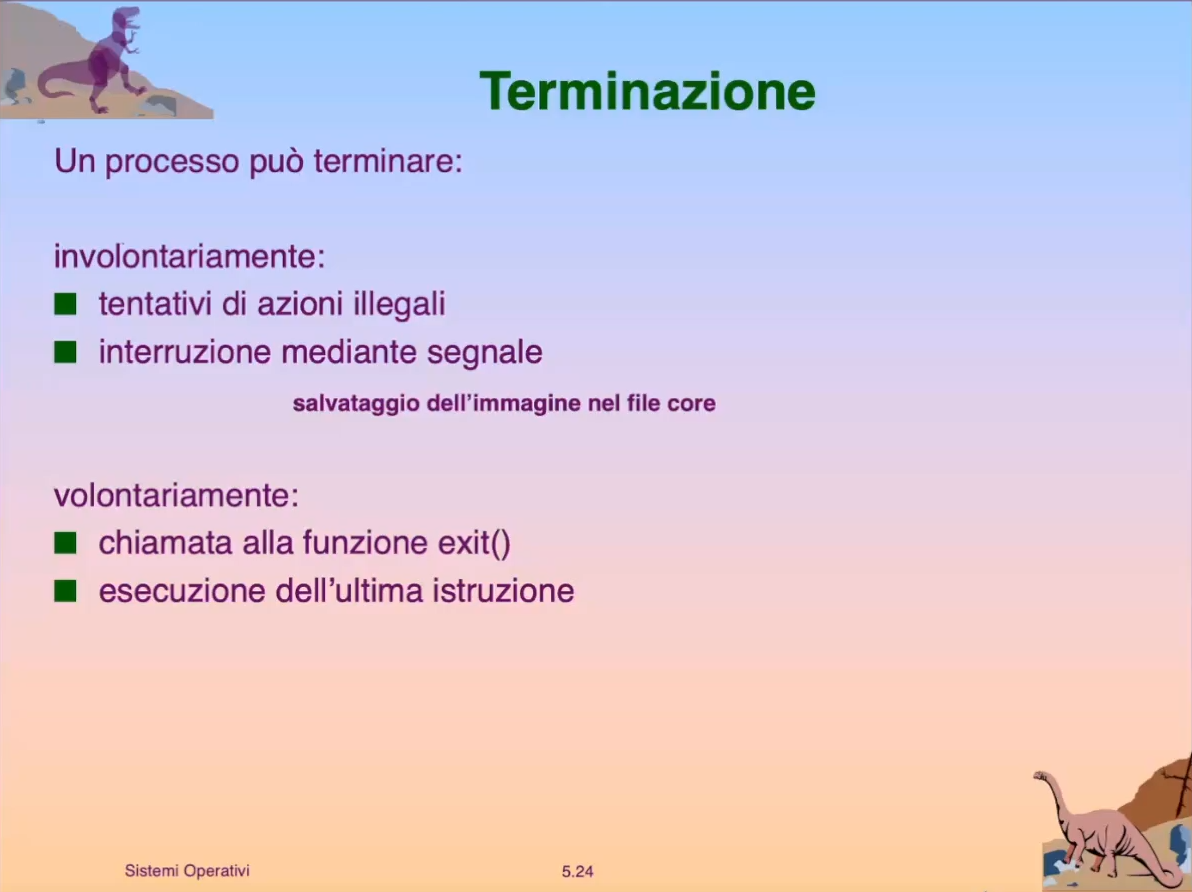 Terminazione
Un processo può terminare:
involontariamente:
tentativi di azioni illegali
interruzione mediante segnale
salvataggio dell'immagine nel file core
volontariamente:
chiamata alla funzione exit()
esecuzione dell'ultima istruzione
Sistemi Operativi
5.24